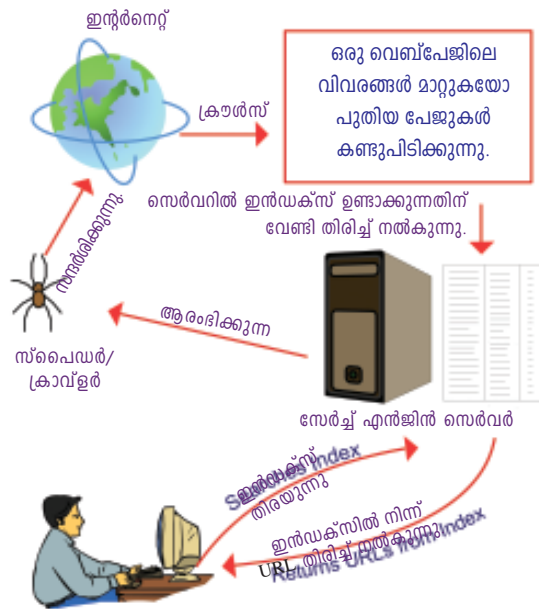 ഇന്റർനെറ്റ്
ഒരു വെബ്പേജിലെ
വിവരങ്ങൾ മാറ്റുകയോ
പുതിയ പേജുകൾ
കണ്ടുപിടിക്കുന്നു.
ക്രൗൾസ്
സെർവറിൽ ഇൻഡക്സ് ഉണ്ടാക്കുന്നതിന്
വേണ്ടി തിരിച്ച് നൽകുന്നു.
സന്ദർശിക്കുന്നു.
ആരംഭിക്കുന്ന
സ്പൈഡർ/
ക്രാവ്ളർ
സേർച്ച് എൻജിൻ സെർവർ
ഇൻഡക്സ്
Searches Index
തിരയുന്നു
ഇൻഡക്സിൽ നിന്ന്
URL തിരിച്ച് നൽകുന്നു
Returns URLs from Index